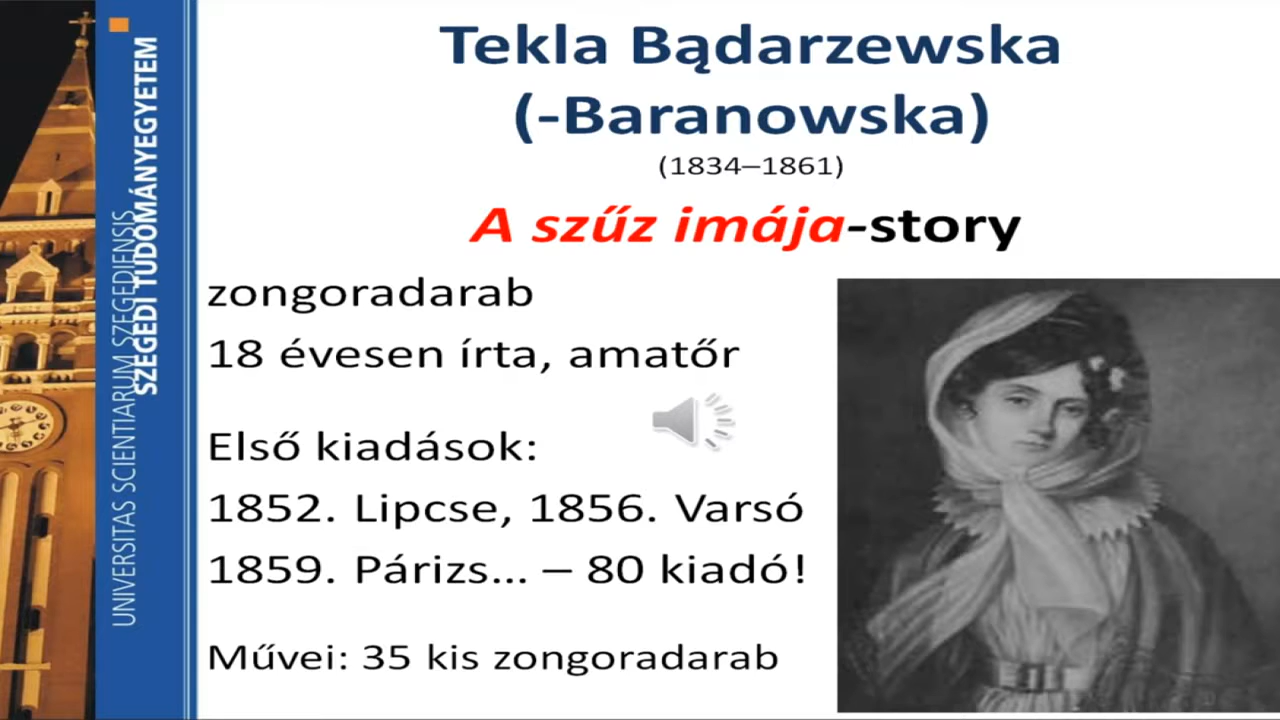 UNIVERSITAS SCIENTIARUM SZEGEDIENSIS
SZEGEDI TUDOMÁNYEGYETEM
Tekla Bądarzewska
(-Baranowska)
(1834–1861)
A szűz imája-story
zongoradarab
18 évesen írta, amatőr
Első kiadások:
1852. Lipcse, 1856. Varsó
1859. Párizs... – 80 kiadó!
Művei: 35 kis zongoradarab